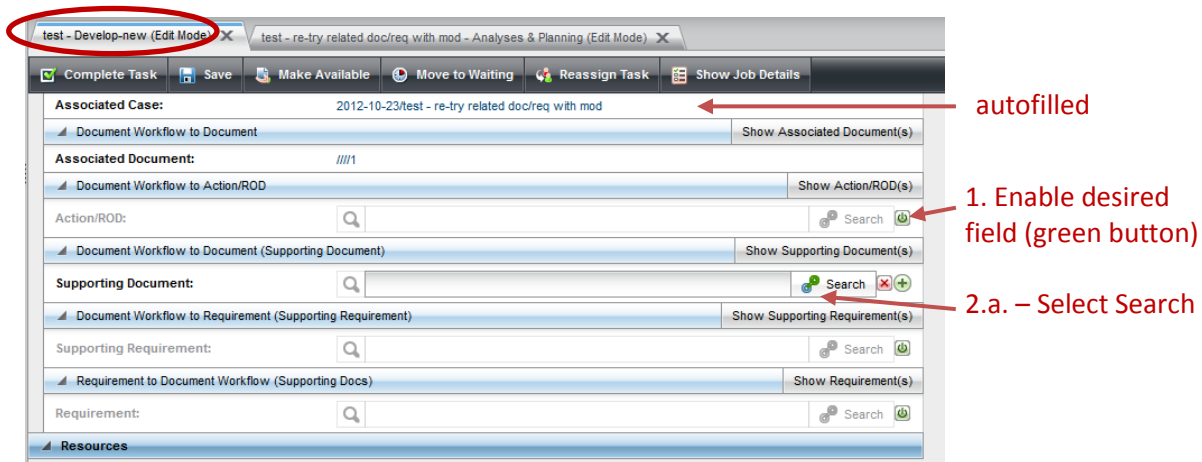 test - Develop-new (Edit Mode) test - re-try related doc/req with mod - Analyses & Planning (Edit Mode)
Complete Task Save Make Available Move to Waiting Reassign Task Show Job Details
Associated Case: 2012-10-23/test - re-try related doc/req with mod
autofilled
Document Workflow to Document Show Associated Document(s)
Associated Document: ////1
Document Workflow to Action/ROD Show Action/ROD(s)
Action/ROD: Search
1. Enable desired
field (green button)
Document Workflow to Document (Supporting Document) Show Supporting Document(s)
Supporting Document: Search
2.a. – Select Search
Document Workflow to Requirement (Supporting Requirement) Show Supporting Requirement(s)
Supporting Requirement: Search
Requirement to Document Workflow (Supporting Docs) Show Requirement(s)
Requirement: Search
Resources